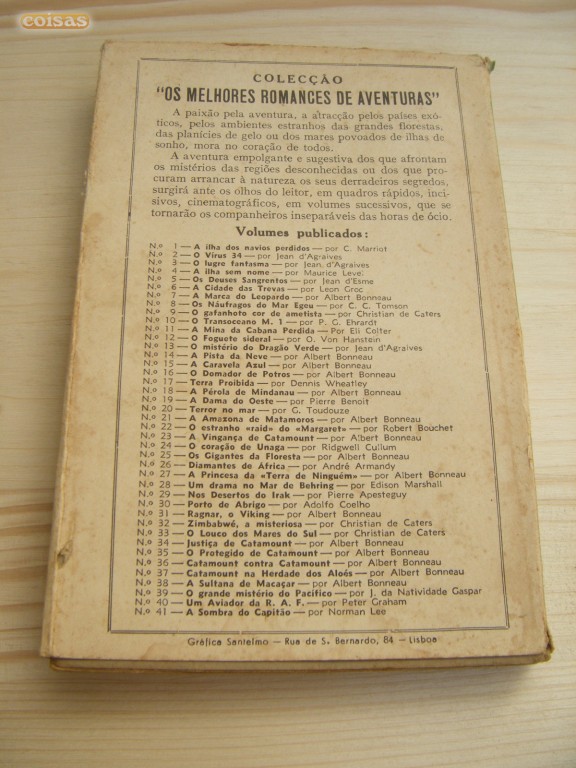 coisas
COLECÇÃO
"OS MELHORES ROMANCES DE AVENTURAS"
A paixão pela aventura, a atracção pelos países exó-
ticos, pelos ambientes estranhos das grandes florestas,
das planícies de gelo ou dos mares povoados de ilhas de
sonho, mora no coração de todos.
A aventura empolgante e sugestiva dos que afrontam
os mistérios das regiões desconhecidas ou dos que pro-
curam arrancar à natureza os seus derradeiros segredos,
surgirá ante os olhos do leitor, em quadros rápidos, inci-
sivos, cinematográficos, em volumes sucessivos, que se
tornarão os companheiros inseparáveis das horas de ócio.
Volumes publicados:
N.º 1 — A ilha dos navios perdidos — por C. Marriot
N.º 2 — O Vírus 34 — por Jean d'Agraives
N.º 3 — O lugre fantasma — por Jean, d'Agraives
N.º 4 — A ilha sem nome — por Maurice Level
N.º 5 — Os Deuses Sangrentos — por Jean d'Esme
N.º 6 — A Cidade das Trevas — por Leon Groc
N.º 7 — A Marca do Leopardo — por Albert Bonneau
N.º 8 — Os Náufragos do Mar Egeu — por C. C. Tomson
N.º 9 — O gafanhoto cor de ametista — por Christian de Caters
N.º 10 — O Transoceano M. 1 — por P. G. Ehrardt
N.º 11 — A Mina da Cabana Perdida — Por Eli Colter
N.º 12 — O Foguete sideral — por O. Von Hanstein
N.º 13 — O mistério do Dragão Verde — por Jean d'Agraives
N.º 14 — A Pista da Neve — por Albert Bonneau
N.º 15 — A Caravela Azul — por Albert Bonneau
N.º 16 — O Domador de Potros — por Albert Bonneau
N.º 17 — Terra Proibida — por Dennis Wheatley
N.º 18 — A Pérola de Mindanau — por Albert Bonneau
N.º 19 — A Dama do Oeste — por Pierre Benoit
N.º 20 — Terror no mar — por G. Toudouze
N.º 21 — A Amazona de Matamoros — por Albert Bonneau
N.º 22 — O estranho «raid» do «Margaret» — por Robert Bouchet
N.º 23 — A Vingança de Catamount — por Albert Bonneau
N.º 24 — O coração de Unaga — por Ridgwell Cullum
N.º 25 — Os Gigantes da Floresta — por Albert Bonneau
N.º 26 — Diamantes de África — por André Armandy
N.º 27 — A Princesa da «Terra de Ninguém» — por Albert Bonneau
N.º 28 — Um drama no Mar de Behring — por Edison Marshall
N.º 29 — Nos Desertos do Irak — por Pierre Apesteguy
N.º 30 — Porto de Abrigo — por Adolfo Coelho
N.º 31 — Ragnar, o Viking — por Albert Bonneau
N.º 32 — Zimbabwé, a misteriosa — por Christian de Caters
N.º 33 — O Louco dos Mares do Sul — por Christian de Caters
N.º 34 — Justiça de Catamount — por Albert Bonneau
N.º 35 — O Protegido de Catamount — por Albert Bonneau
N.º 36 — Catamount contra Catamount — por Albert Bonneau
N.º 37 — Catamount na Herdade dos Aloés — por Albert Bonneau
N.º 38 — A Sultana de Macaçar — por Albert Bonneau
N.º 39 — O grande mistério do Pacífico — por J. da Natividade Gaspar
N.º 40 — Um Aviador da R. A. F. — por Peter Graham
N.º 41 — A Sombra do Capitão — por Norman Lee
Gráfica Santelmo — Rua de S. Bernardo, 84 — Lisboa